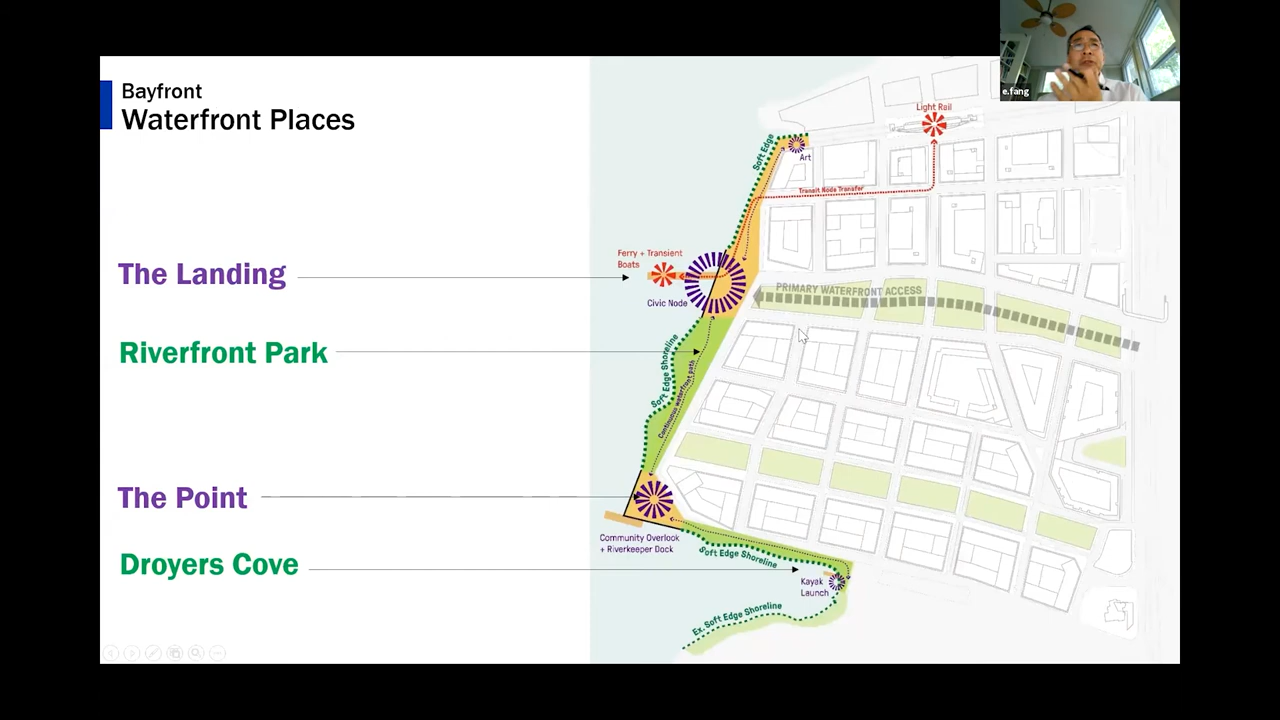 Bayfront
Waterfront Places
e.fang
Light Rail
Soft Edge
Art
Transit Node Transfer
Ferry + Transient
Boats
The Landing
Civic Node
PRIMARY WATERFRONT ACCESS
Riverfront Park
Soft Edge Shoreline
Continuous waterfront path
The Point
Community Overlook
+ Riverkeeper Dock
Soft Edge Shoreline
Droyers Cove
Kayak
Launch
Ex. Soft Edge Shoreline